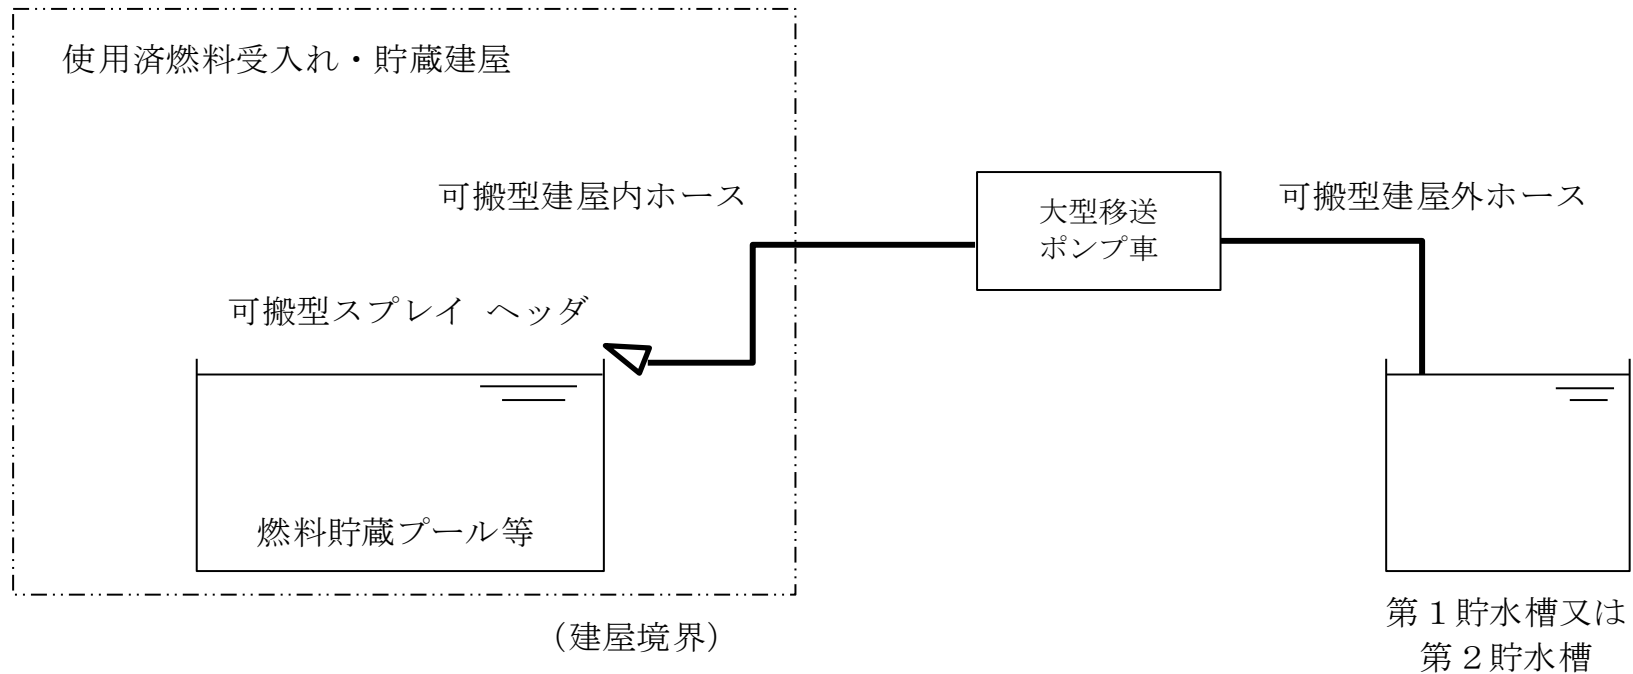 使用済燃料受入れ・貯蔵建屋
可搬型建屋内ホース
大型移送
ポンプ車
可搬型建屋外ホース
可搬型スプレイ ヘッダ
燃料貯蔵プール等
（建屋境界）
第１貯水槽又は
第２貯水槽